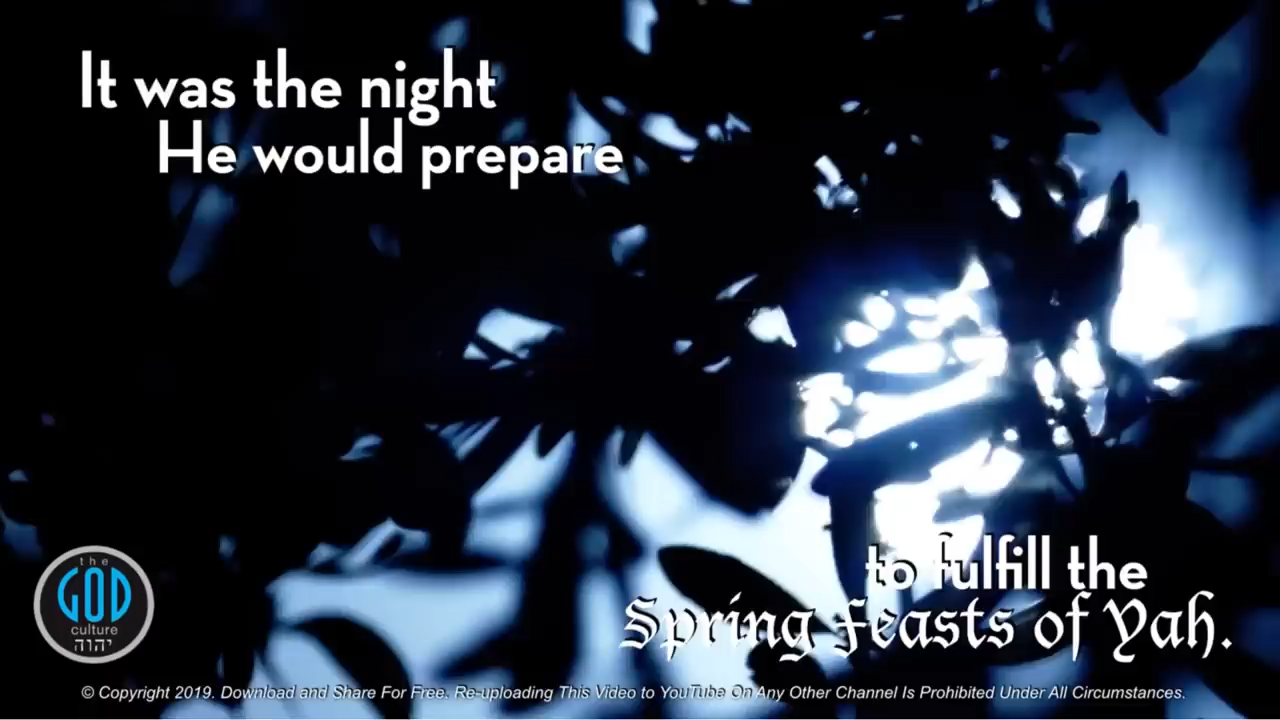 It was the night
He would prepare
to fulfill the
Spring Feasts of Yah.
the
GOD
culture
יהוה
© Copyright 2019. Download and Share For Free. Re-uploading This Video to YouTube On Any Other Channel Is Prohibited Under All Circumstances.